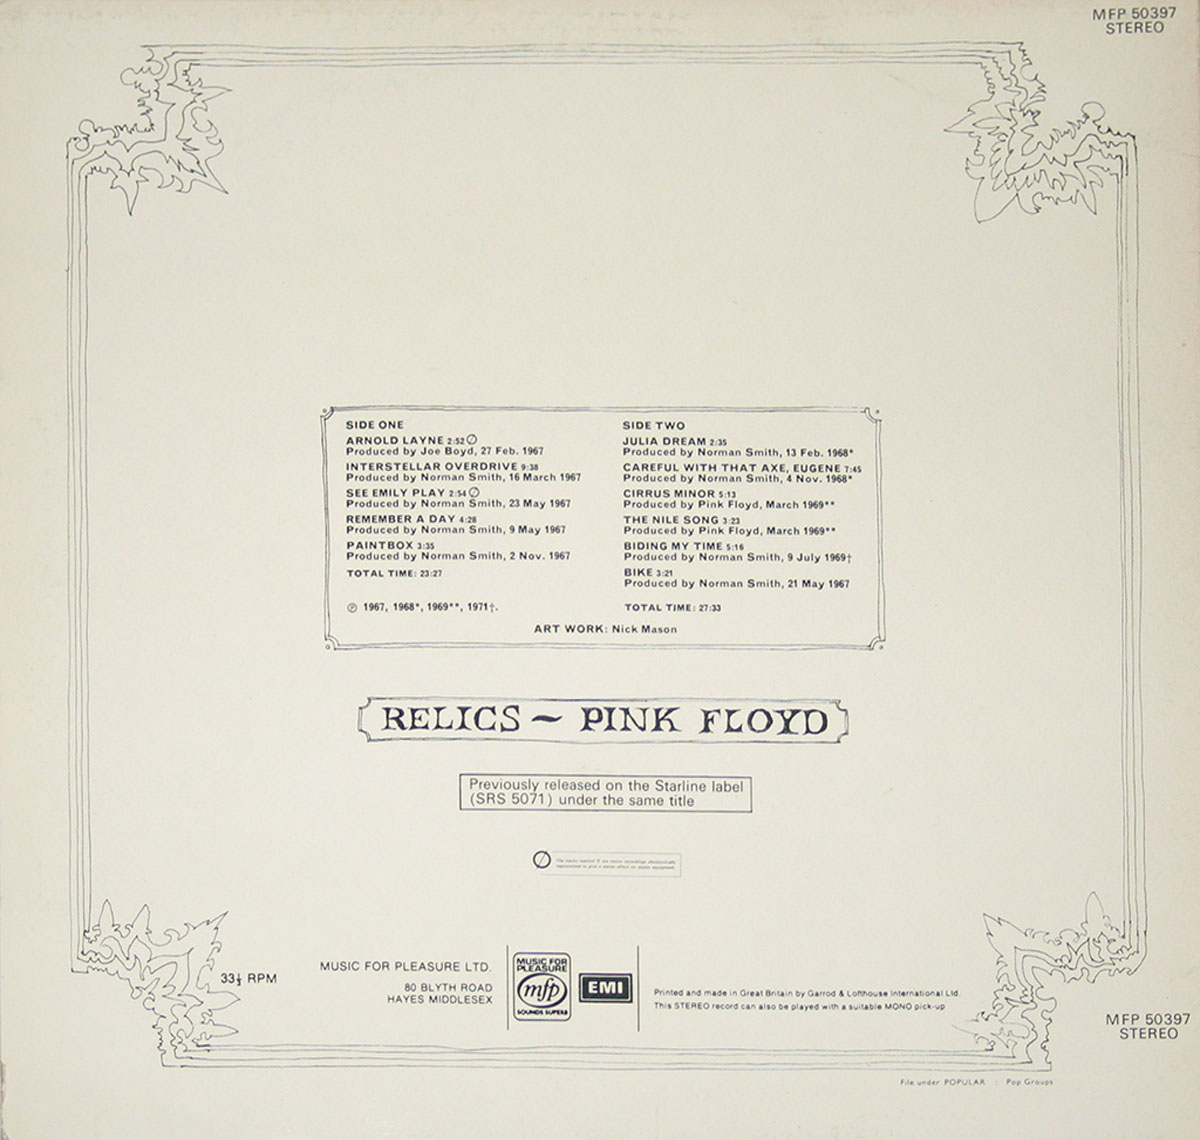 MFP 50397
STEREO
SIDE ONE
ARNOLD LAYNE 2:52
Produced by Joe Boyd, 27 Feb. 1967
INTERSTELLAR OVERDRIVE 9:38
Produced by Norman Smith, 16 March 1967
SEE EMILY PLAY 2:54
Produced by Norman Smith, 23 May 1967
REMEMBER A DAY 4:28
Produced by Norman Smith, 9 May 1967
PAINTBOX 3:35
Produced by Norman Smith, 2 Nov. 1967
TOTAL TIME: 23:27
℗ 1967, 1968*, 1969**, 1971†.
SIDE TWO
JULIA DREAM 2:35
Produced by Norman Smith, 13 Feb. 1968*
CAREFUL WITH THAT AXE, EUGENE 7:45
Produced by Norman Smith, 4 Nov. 1968*
CIRRUS MINOR 5:13
Produced by Pink Floyd, March 1969**
THE NILE SONG 3:23
Produced by Pink Floyd, March 1969**
BIDING MY TIME 5:16
Produced by Norman Smith, 9 July 1969†
BIKE 3:21
Produced by Norman Smith, 21 May 1967
TOTAL TIME: 27:33
ART WORK: Nick Mason
RELICS ~ PINK FLOYD
Previously released on the Starline label
(SRS 5071) under the same title
33⅓ RPM
MUSIC FOR PLEASURE LTD.
80 BLYTH ROAD
HAYES MIDDLESEX
MUSIC FOR
PLEASURE
mfp
SOUNDS SUPERB
EMI
Printed and made in Great Britain by Garrod & Lofthouse International Ltd.
This STEREO record can also be played with a suitable MONO pick-up
MFP 50397
STEREO
File under POPULAR : Pop Groups